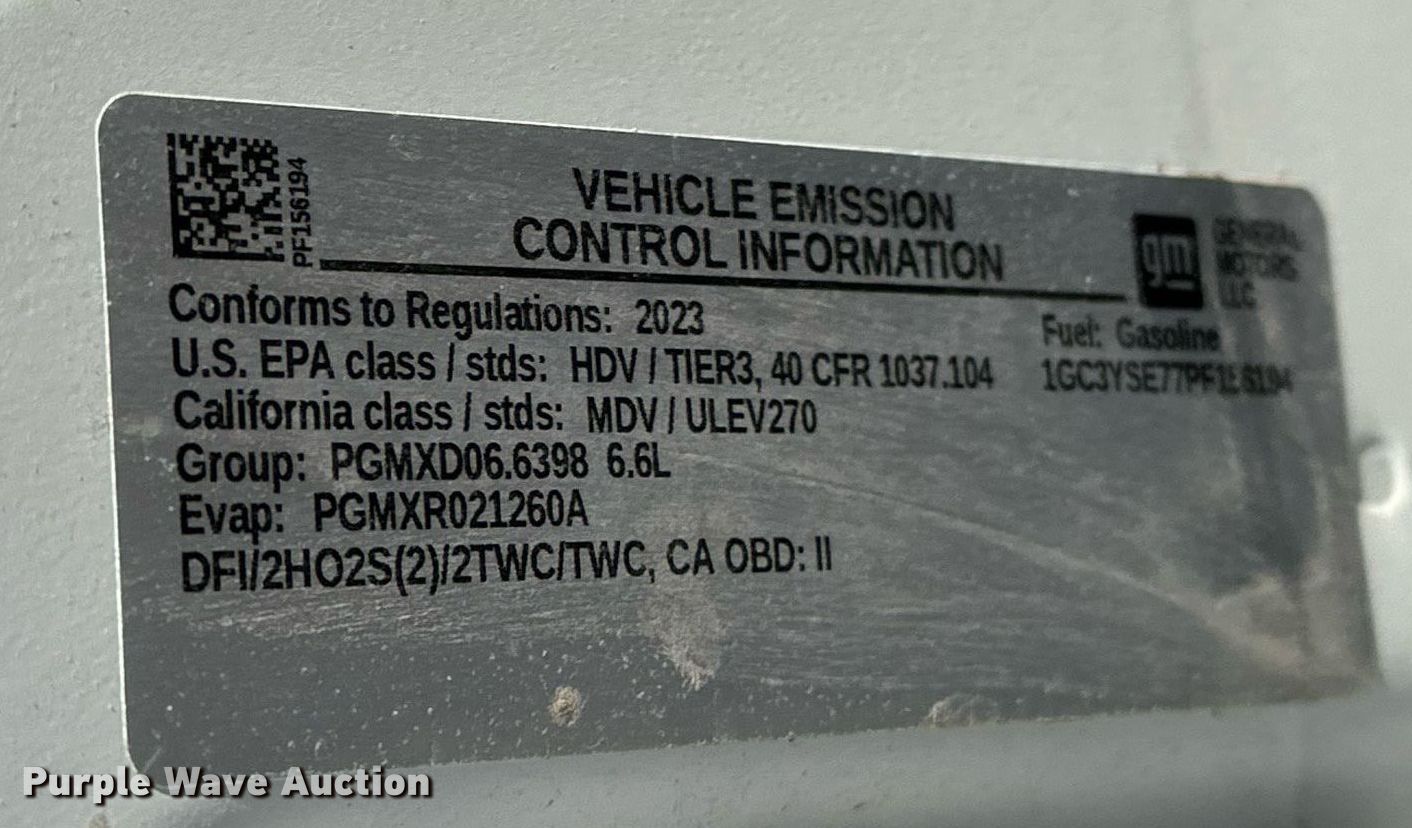 PF156194
VEHICLE EMISSION
CONTROL INFORMATION
gm
GENERAL
MOTORS
LLC
Conforms to Regulations: 2023
Fuel: Gasoline
U.S. EPA class / stds: HDV / TIER3, 40 CFR 1037.104
1GC3YSE77PF156194
California class / stds: MDV / ULEV270
Group: PGMXD06.6398 6.6L
Evap: PGMXR021260A
DFI/2HO2S(2)/2TWC/TWC, CA OBD: II
Purple Wave Auction